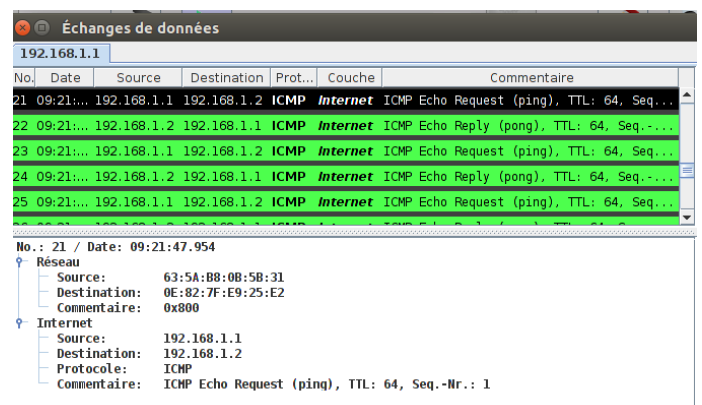 Échanges de données
192.168.1.1
No. Date Source Destination Prot... Couche Commentaire
21 09:21:... 192.168.1.1 192.168.1.2 ICMP Internet ICMP Echo Request (ping), TTL: 64, Seq...
22 09:21:... 192.168.1.2 192.168.1.1 ICMP Internet ICMP Echo Reply (pong), TTL: 64, Seq.-...
23 09:21:... 192.168.1.1 192.168.1.2 ICMP Internet ICMP Echo Request (ping), TTL: 64, Seq...
24 09:21:... 192.168.1.2 192.168.1.1 ICMP Internet ICMP Echo Reply (pong), TTL: 64, Seq.-...
25 09:21:... 192.168.1.1 192.168.1.2 ICMP Internet ICMP Echo Request (ping), TTL: 64, Seq...
No.: 21 / Date: 09:21:47.954
Réseau
Source: 63:5A:B8:0B:5B:31
Destination: 0E:82:7F:E9:25:E2
Commentaire: 0x800
Internet
Source: 192.168.1.1
Destination: 192.168.1.2
Protocole: ICMP
Commentaire: ICMP Echo Request (ping), TTL: 64, Seq.-Nr.: 1